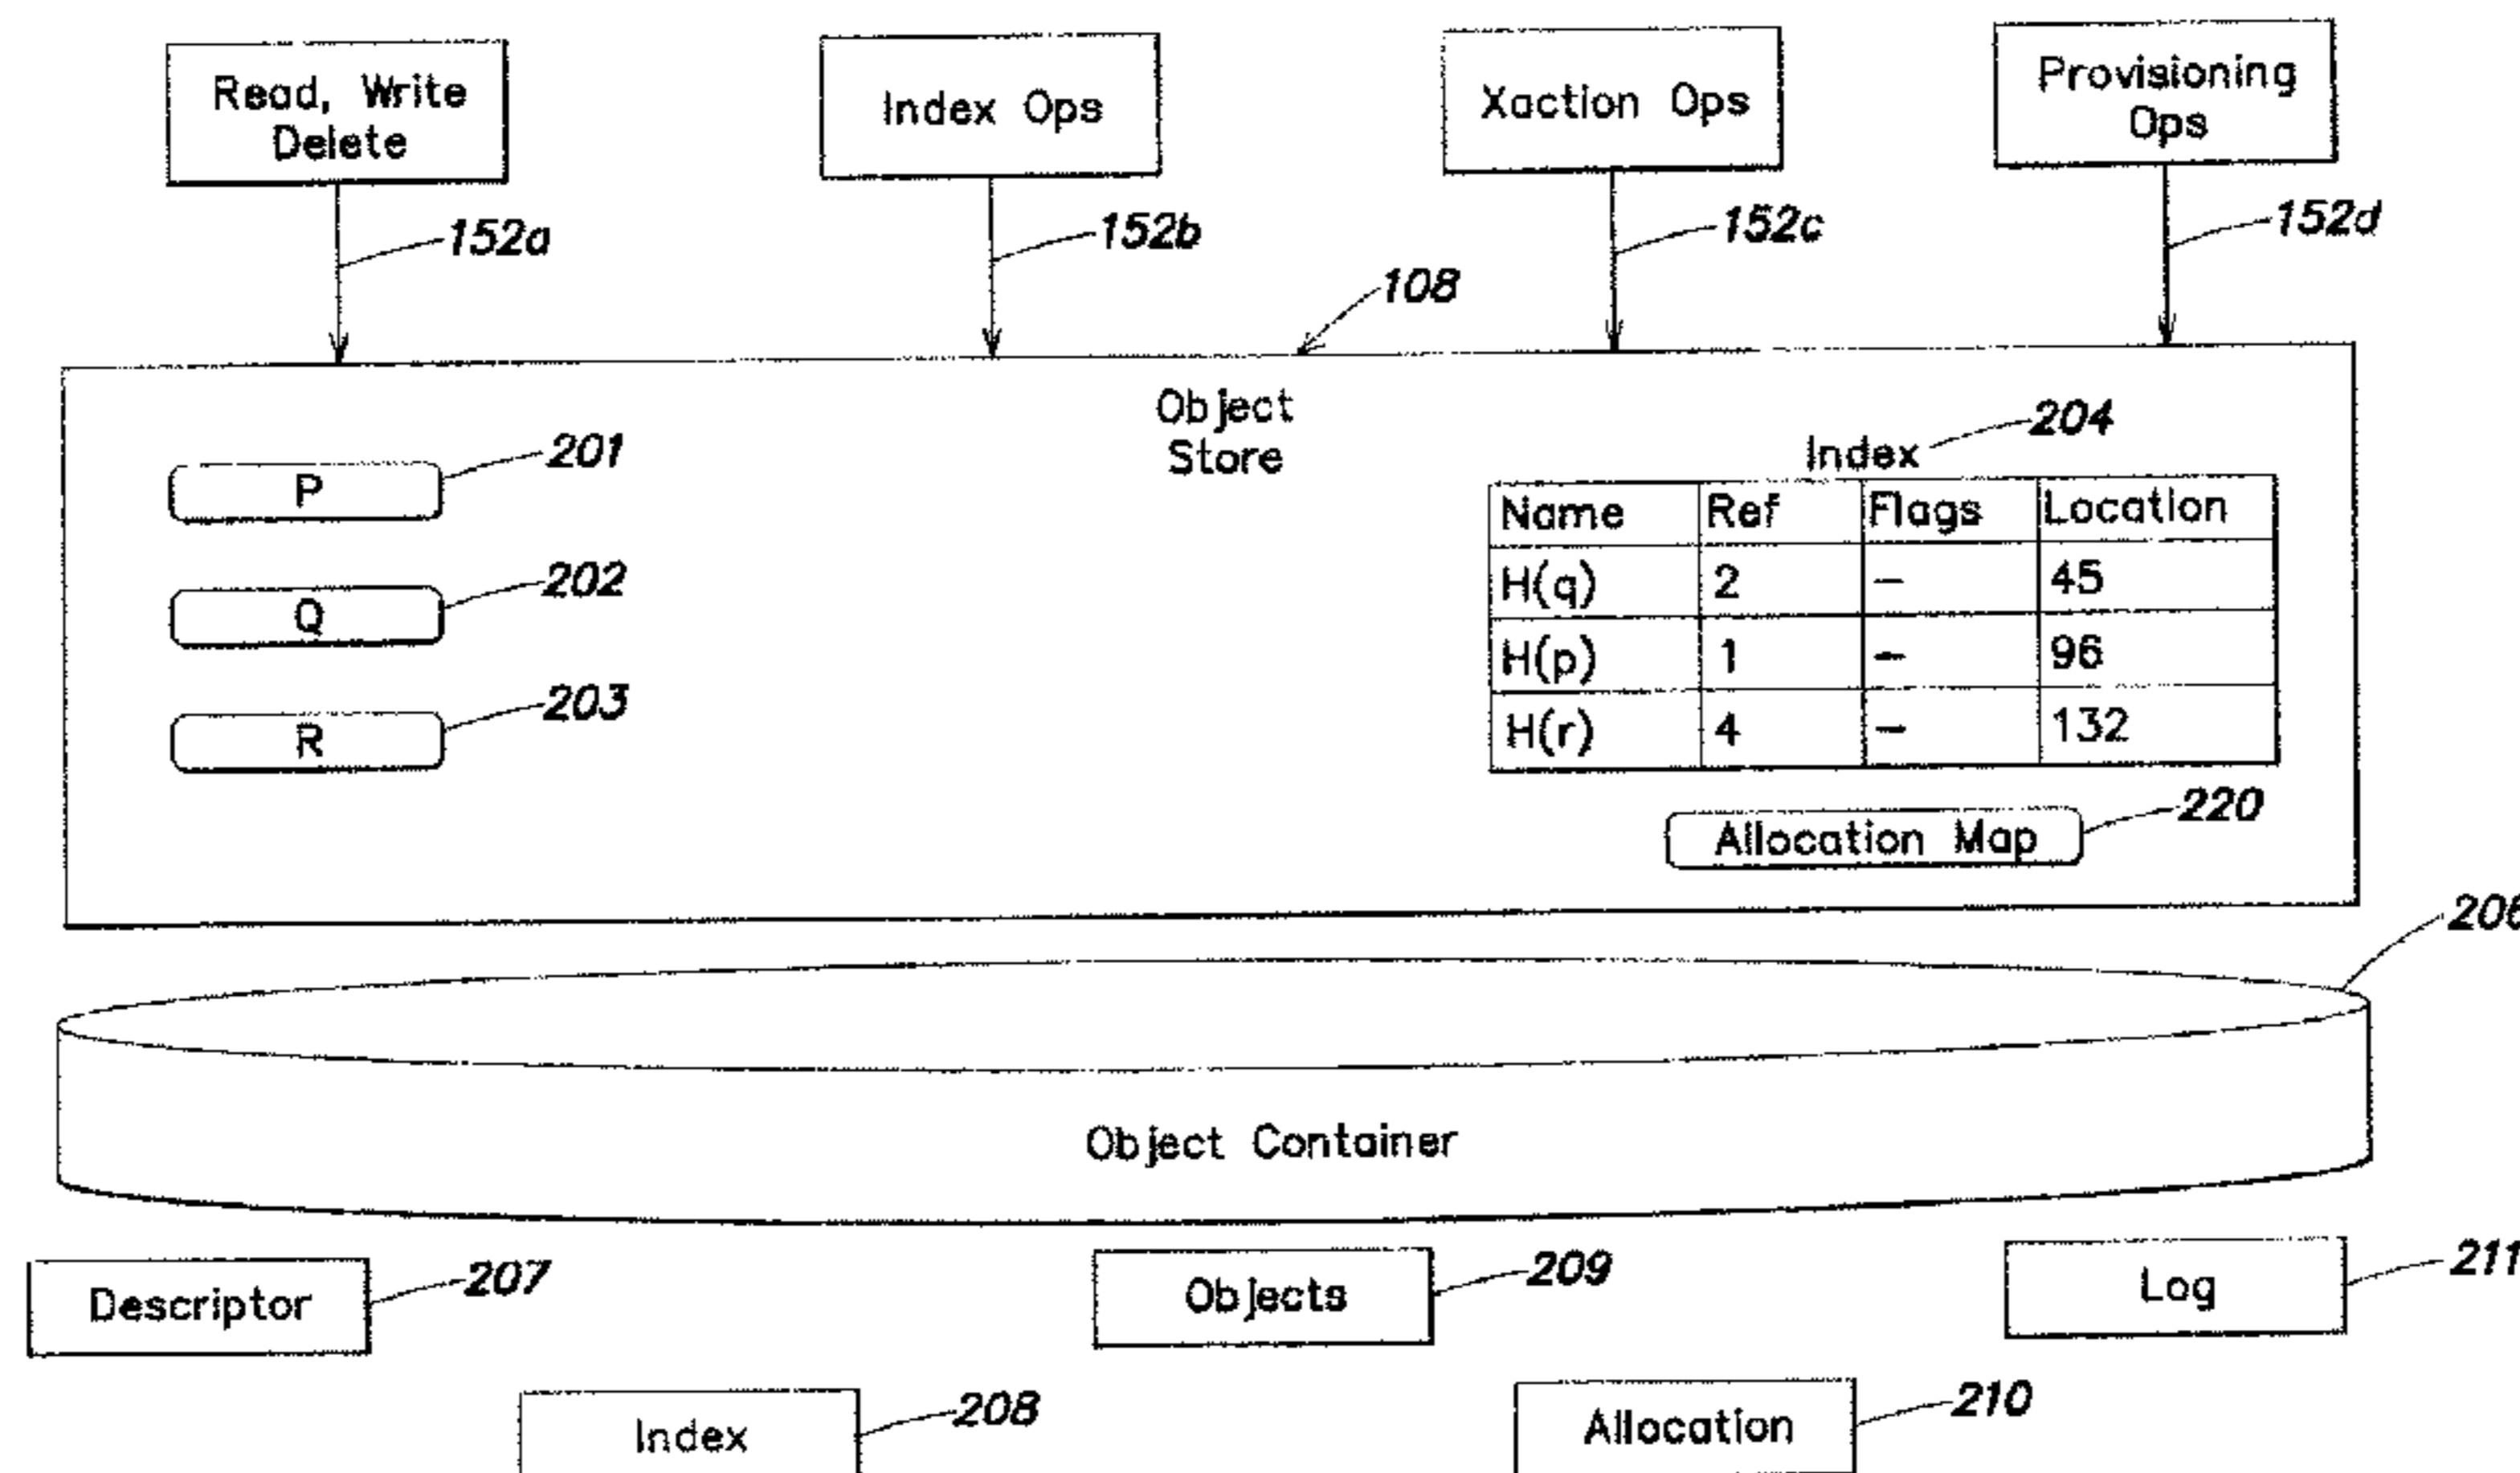 Read, Write
Delete
Index Ops
Xaction Ops
Provisioning
Ops
152a
152b
152c
152d
108
Object
Store
201
P
202
Q
203
R
Index
204
Name Ref Flags Location
H(q) 2 – 45
H(p) 1 – 96
H(r) 4 – 132
Allocation Map
220
206
Object Container
Descriptor
207
Objects
209
Log
211
Index
208
Allocation
210